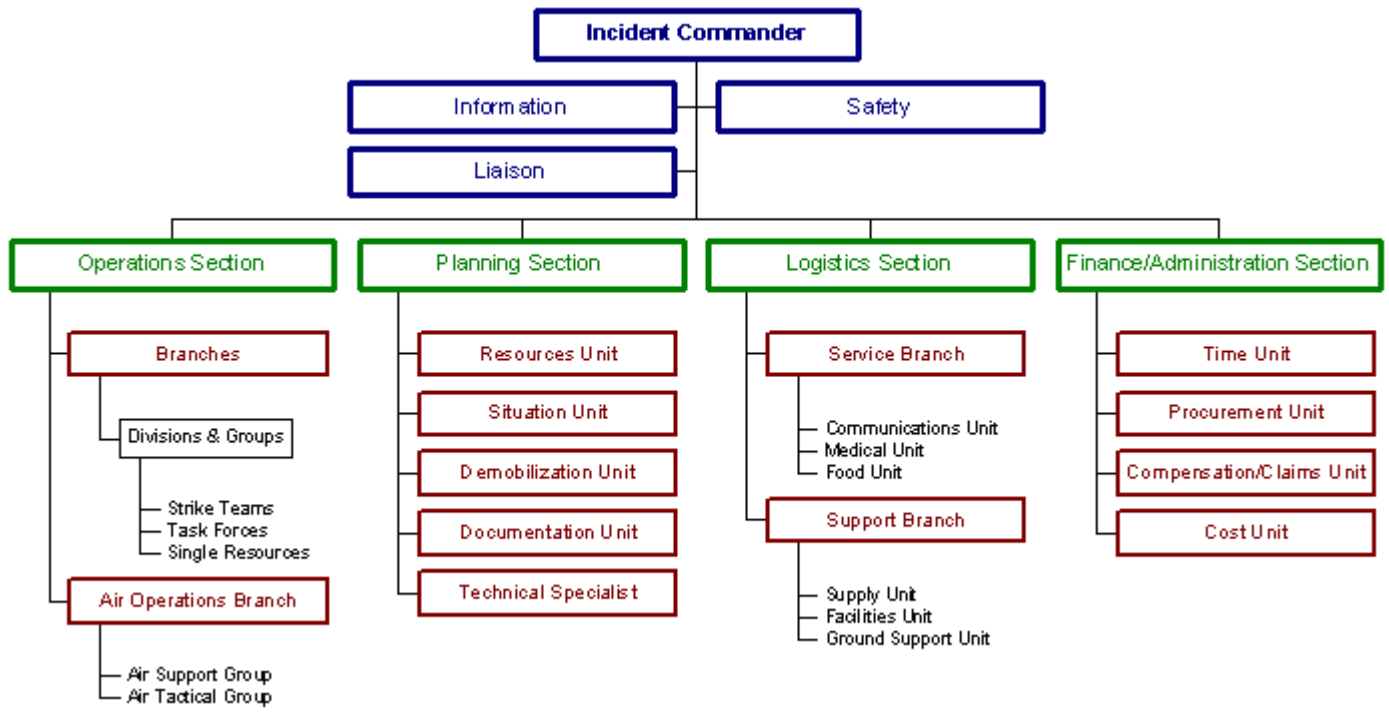 Incident Commander
Information
Safety
Liaison
Operations Section
Planning Section
Logistics Section
Finance/Administration Section
Branches
Divisions & Groups
Strike Teams
Task Forces
Single Resources
Air Operations Branch
Air Support Group
Air Tactical Group
Resources Unit
Situation Unit
Demobilization Unit
Documentation Unit
Technical Specialist
Service Branch
Communications Unit
Medical Unit
Food Unit
Support Branch
Supply Unit
Facilities Unit
Ground Support Unit
Time Unit
Procurement Unit
Compensation/Claims Unit
Cost Unit